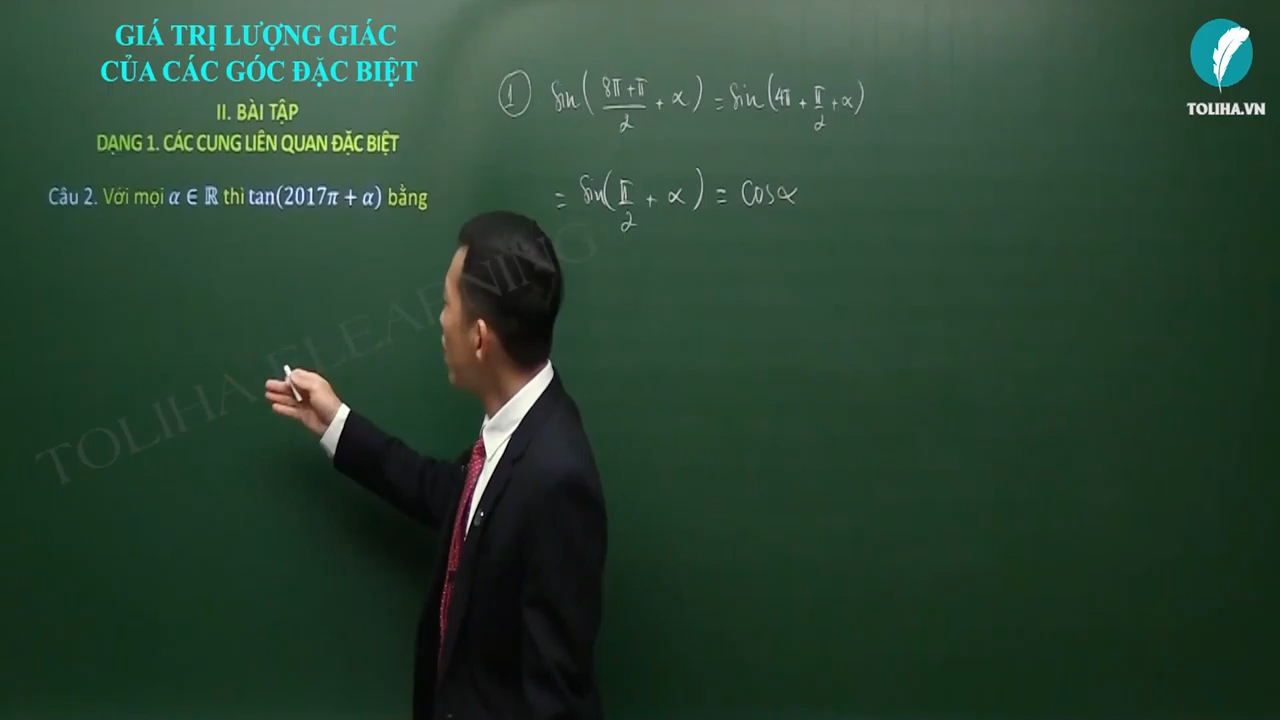 GIÁ TRỊ LƯỢNG GIÁC
CỦA CÁC GÓC ĐẶC BIỆT
II. BÀI TẬP
DẠNG 1. CÁC CUNG LIÊN QUAN ĐẶC BIỆT
Câu 2. Với mọi α ∈ ℝ thì tan(2017π + α) bằng
① sin((8π+π)/2 + α) = sin(4π + π/2 + α)
= sin(π/2 + α) = cosα
TOLIHA.VN
TOLIHA ELEARNING